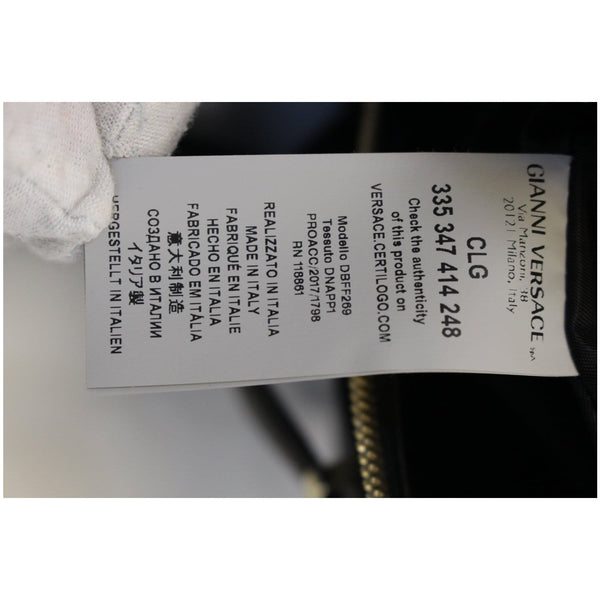 GIANNI VERSACE SPA
Via Manzoni, 38
20121 Milano, Italy
CLG
335 347 414 248
Check the authenticity
of this product on
VERSACE.CERTILOGO.COM
Modello DBFF269
Tessuto DNAPP1
PROACC/2017/1798
RN 118861
REALIZZATO IN ITALIA
MADE IN ITALY
FABRIQUÉ EN ITALIE
HECHO EN ITALIA
FABRICADO EM ITÁLIA
意大利制造
СОЗДАНО В ИТАЛИИ
イタリア製
HERGESTELLT IN ITALIEN